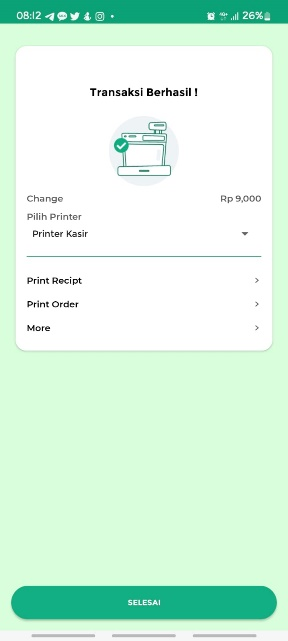 08:12
26%
Transaksi Berhasil !
Change Rp 9,000
Pilih Printer
Printer Kasir
Print Recipt
Print Order
More
SELESAI